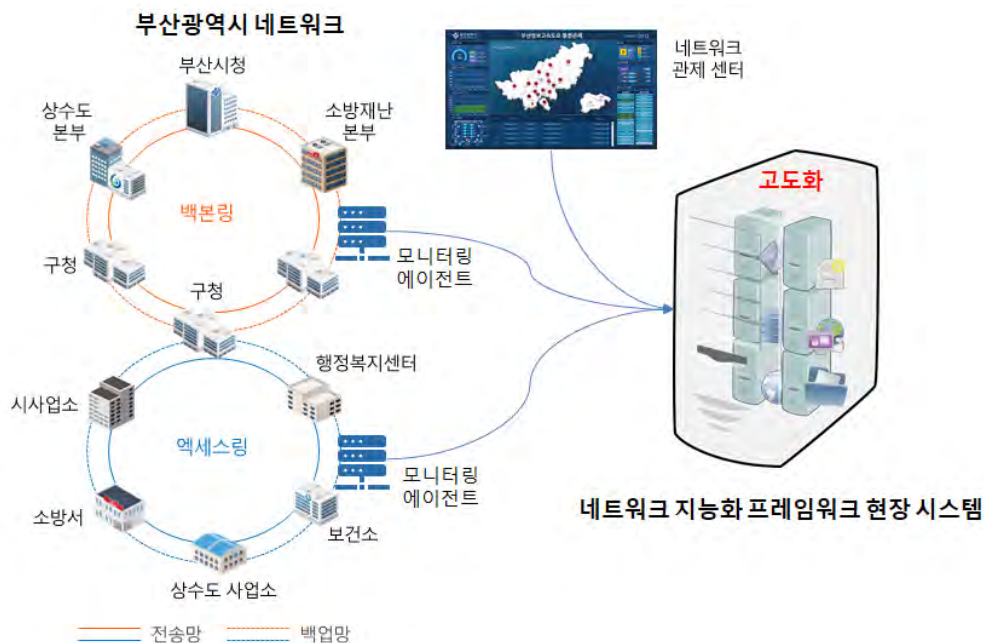 부산광역시 네트워크
부산시청
상수도
본부
소방재난
본부
백본링
구청
구청
모니터링
에이전트
네트워크
관제 센터
고도화
행정복지센터
시사업소
엑세스링
모니터링
에이전트
소방서
보건소
상수도 사업소
네트워크 지능화 프레임워크 현장 시스템
전송망
백업망